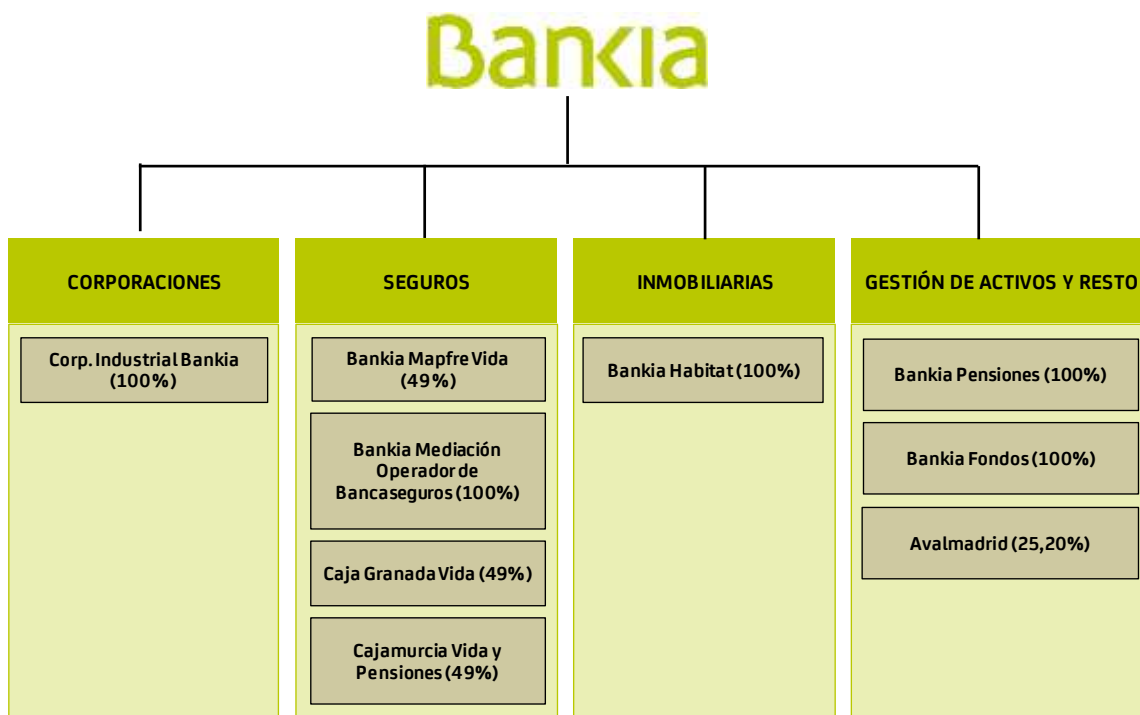 Bankia
CORPORACIONES
Corp. Industrial Bankia
(100%)
SEGUROS
Bankia Mapfre Vida
(49%)
Bankia Mediación
Operador de
Bancaseguros (100%)
Caja Granada Vida (49%)
Cajamurcia Vida y
Pensiones (49%)
INMOBILIARIAS
Bankia Habitat (100%)
GESTIÓN DE ACTIVOS Y RESTO
Bankia Pensiones (100%)
Bankia Fondos (100%)
Avalmadrid (25,20%)